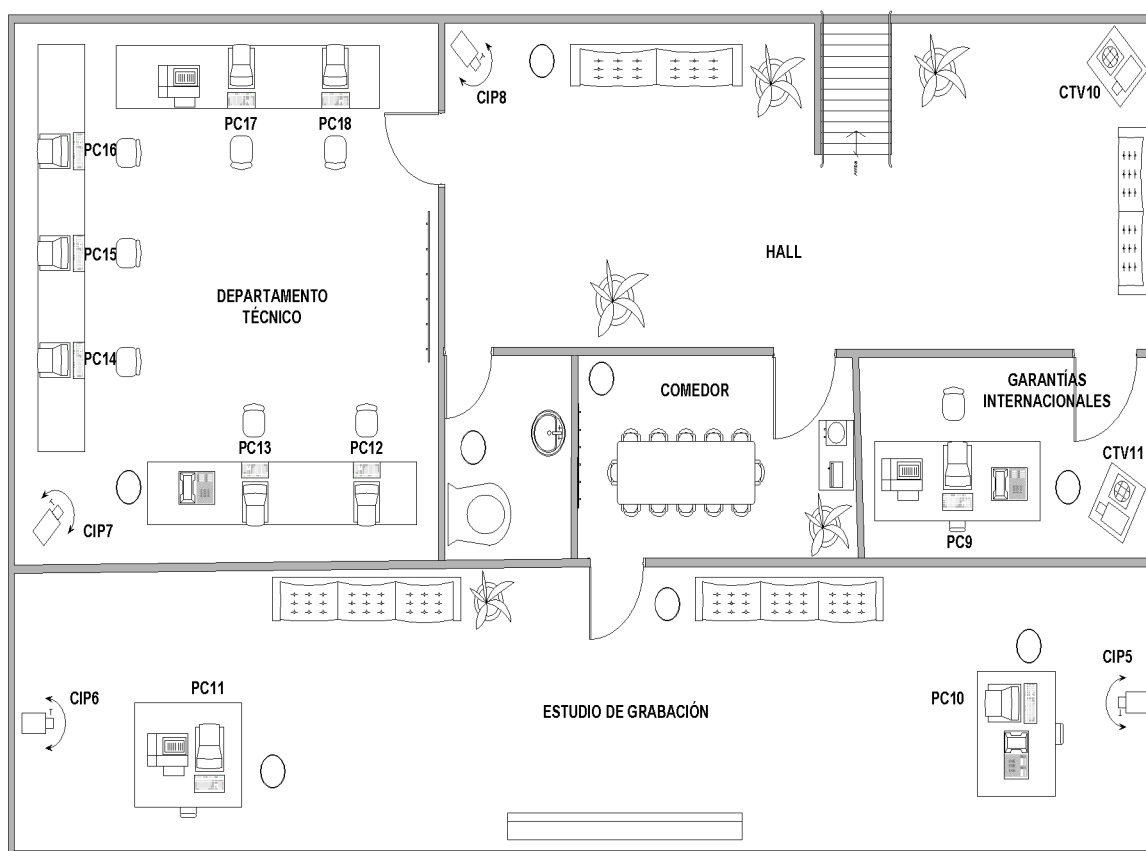 CIP8
CTV10
PC17
PC18
PC16
PC15
PC14
HALL
DEPARTAMENTO
TÉCNICO
COMEDOR
GARANTÍAS
INTERNACIONALES
PC13
PC12
CTV11
CIP7
PC9
CIP6
PC11
ESTUDIO DE GRABACIÓN
PC10
CIP5